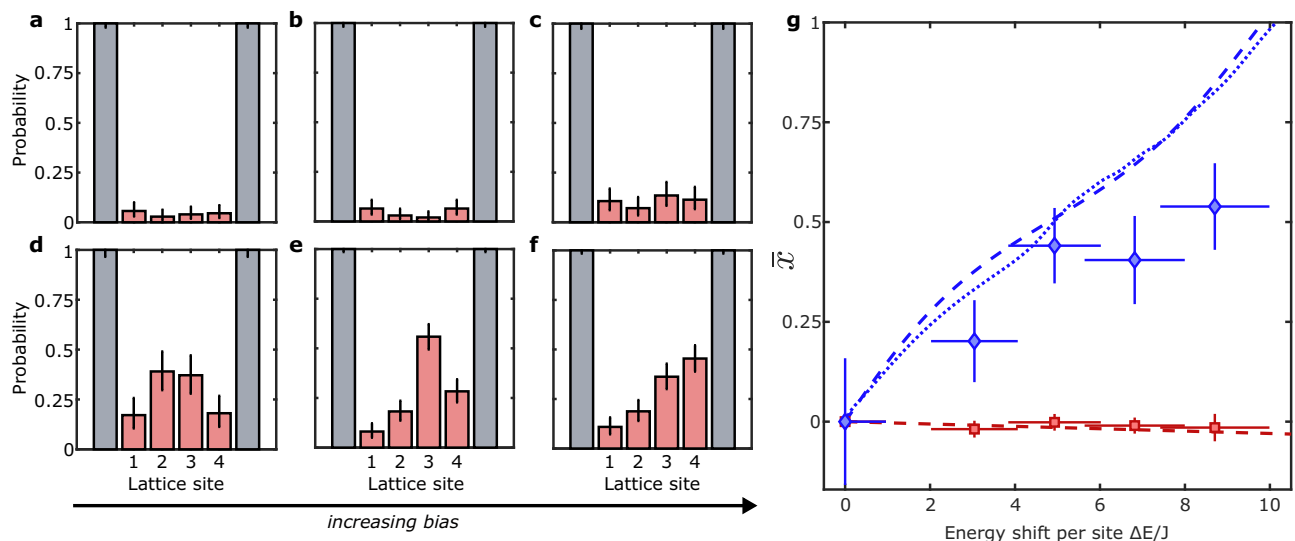 a
b
c
g
1
0.75
0.5
0.25
0
Probability
d
e
f
1
0.75
0.5
0.25
0
Probability
1 2 3 4
1 2 3 4
1 2 3 4
Lattice site
Lattice site
Lattice site
increasing bias
1
0.75
0.5
0.25
0
x̄
0 2 4 6 8 10
Energy shift per site ΔE/J